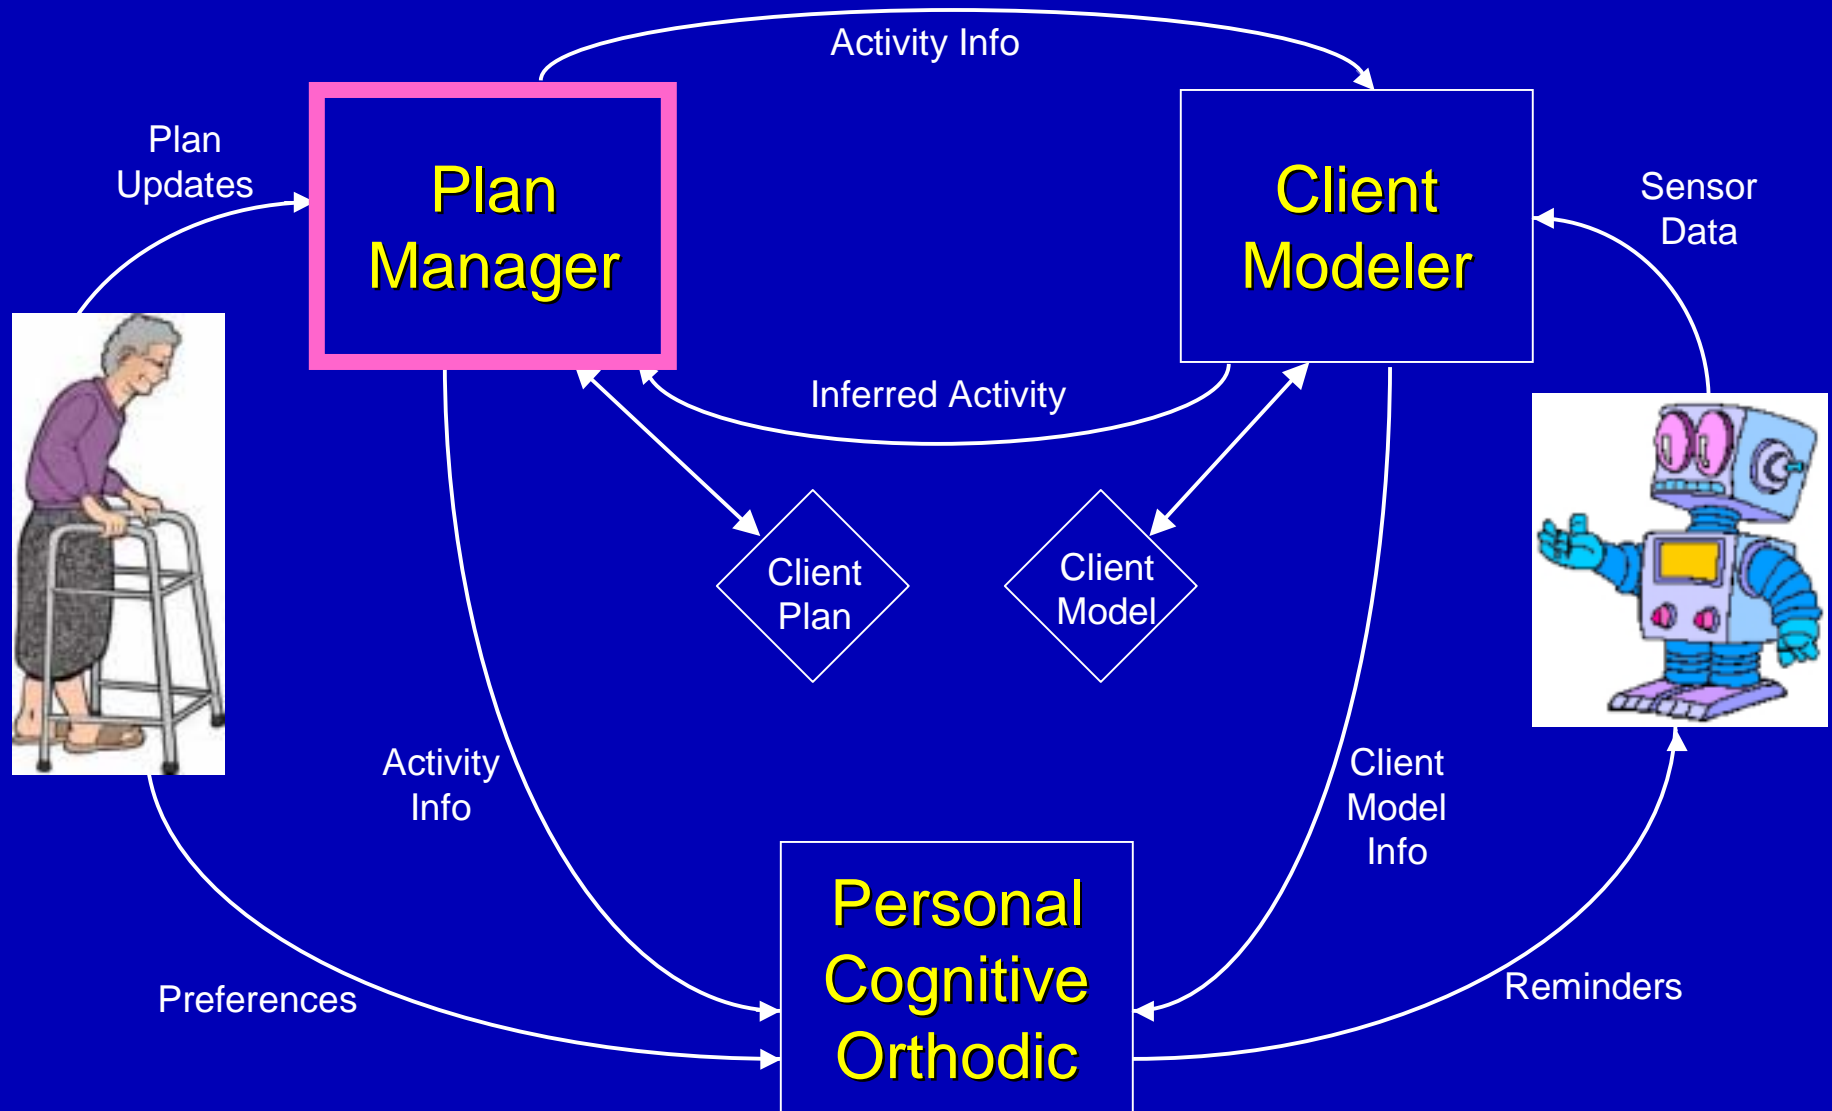 Activity Info
Plan
Updates
Plan
Manager
Client
Modeler
Sensor
Data
Inferred Activity
Client
Plan
Client
Model
Activity
Info
Client
Model
Info
Personal
Cognitive
Orthodic
Preferences
Reminders